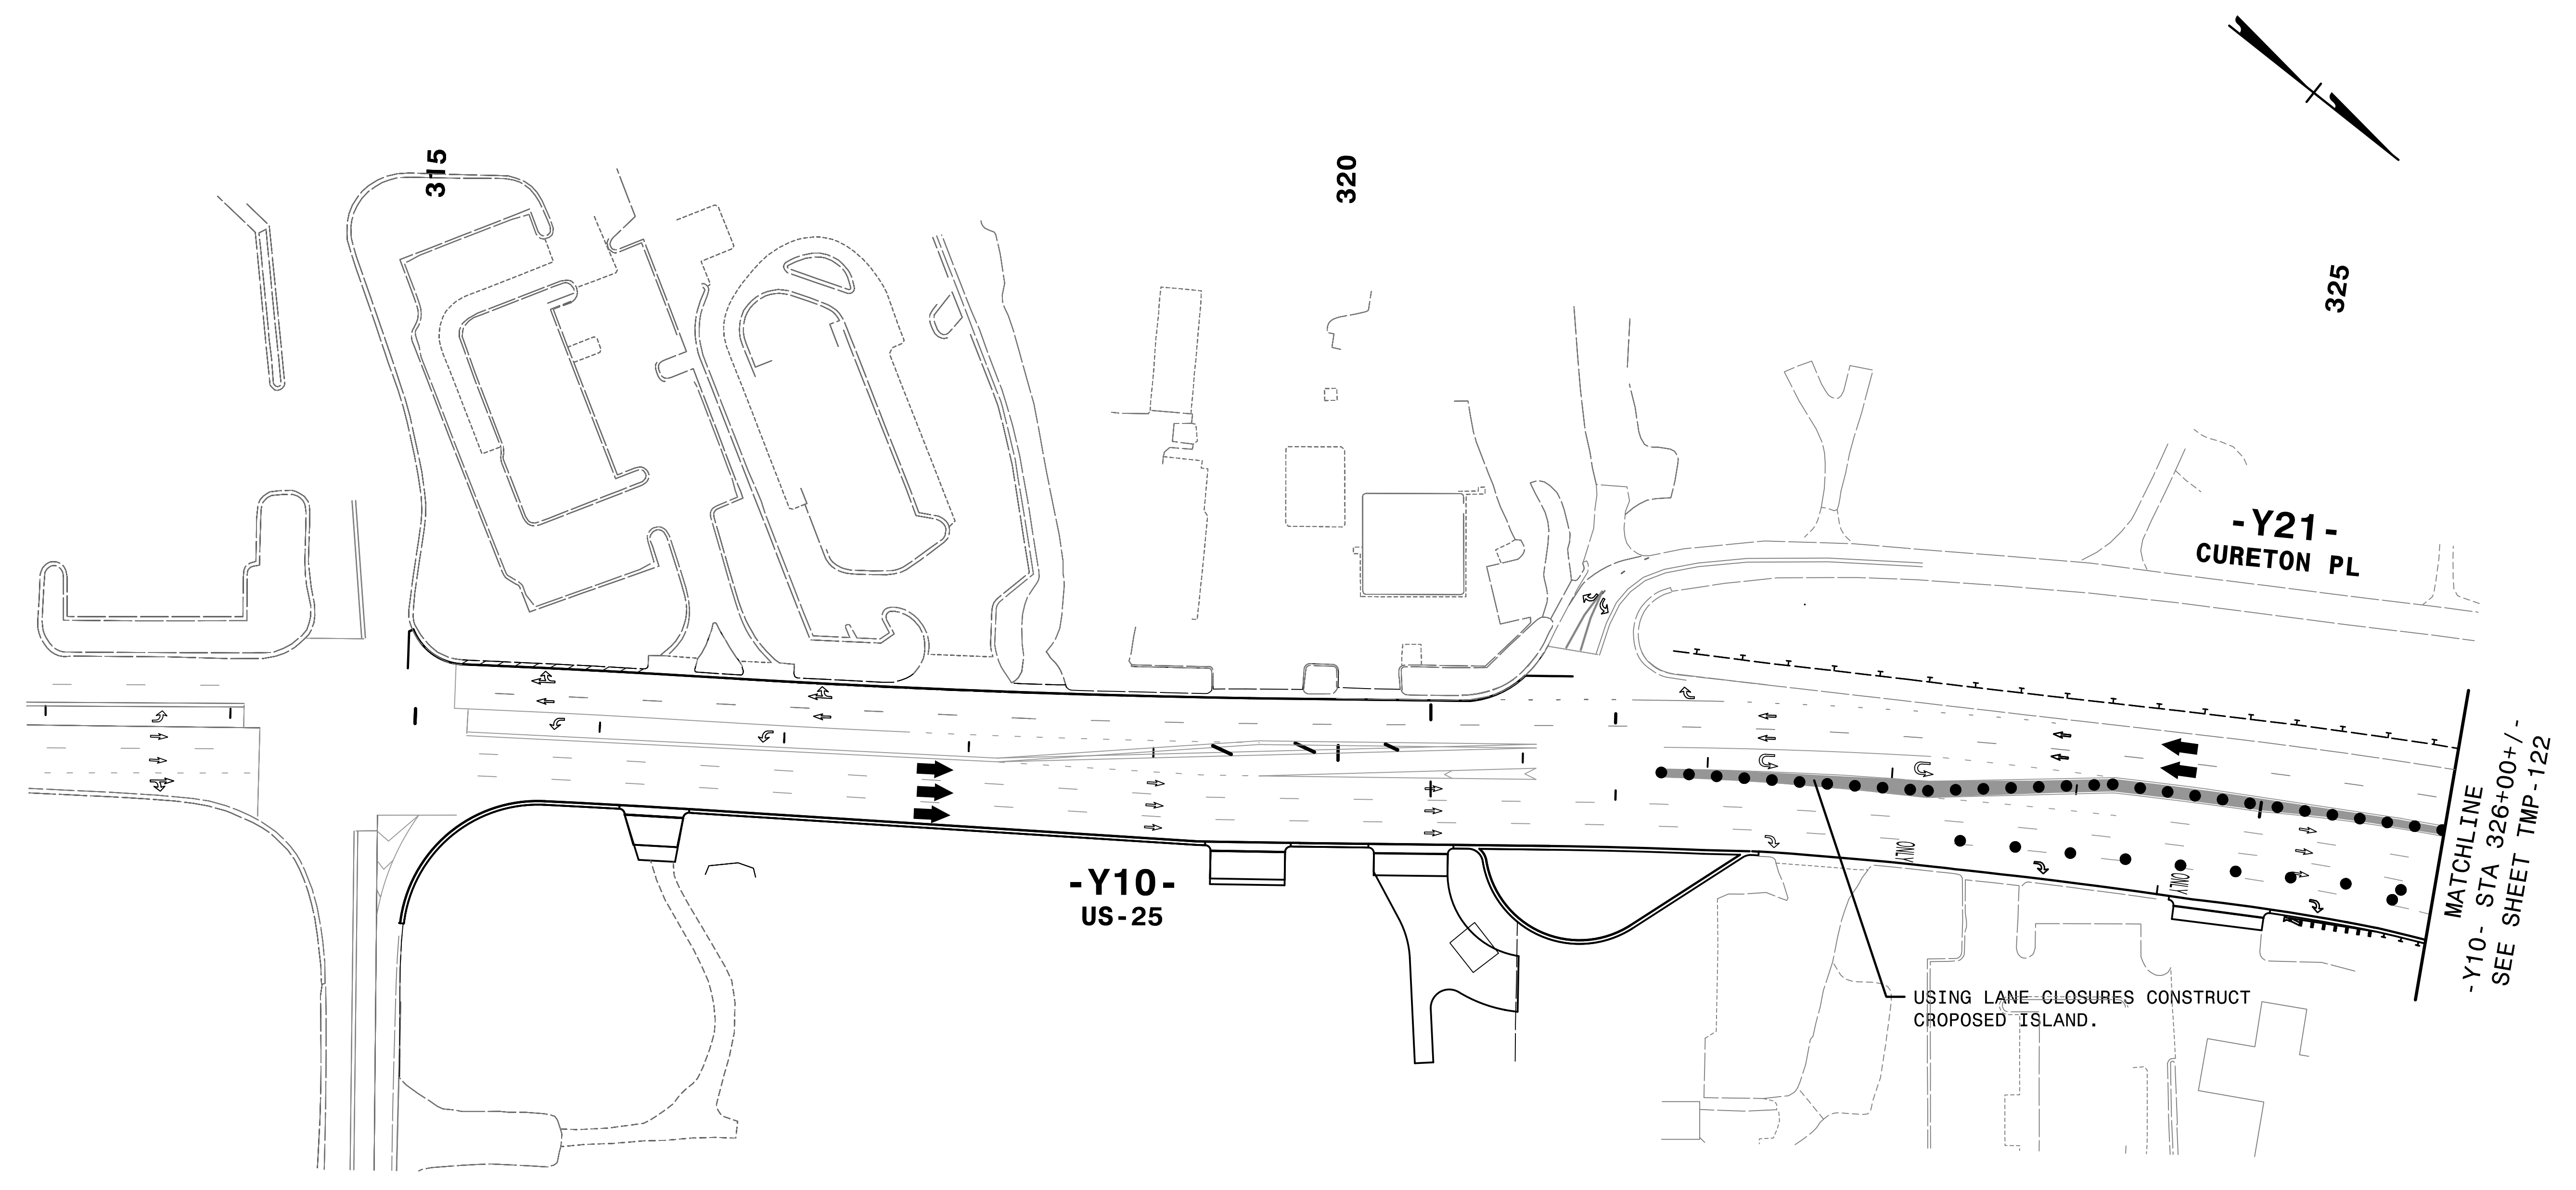 315
320
325
-Y21-
CURETON PL
-Y10-
US-25
ONLY
ONLY
MATCHLINE
-Y10- STA 326+00+/-
SEE SHEET TMP-122
USING LANE CLOSURES CONSTRUCT
CROPOSED ISLAND.